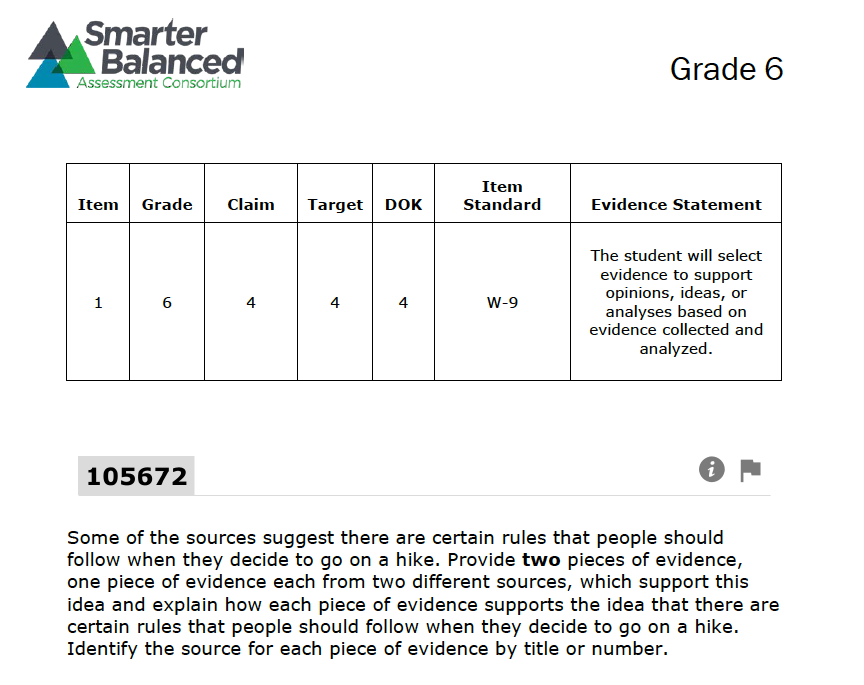 Smarter
Balanced
Assessment Consortium
Grade 6
Item Grade Claim Target DOK Item Standard Evidence Statement
1 6 4 4 4 W-9 The student will select
evidence to support
opinions, ideas, or
analyses based on
evidence collected and
analyzed.
105672
Some of the sources suggest there are certain rules that people should
follow when they decide to go on a hike. Provide two pieces of evidence,
one piece of evidence each from two different sources, which support this
idea and explain how each piece of evidence supports the idea that there are
certain rules that people should follow when they decide to go on a hike.
Identify the source for each piece of evidence by title or number.